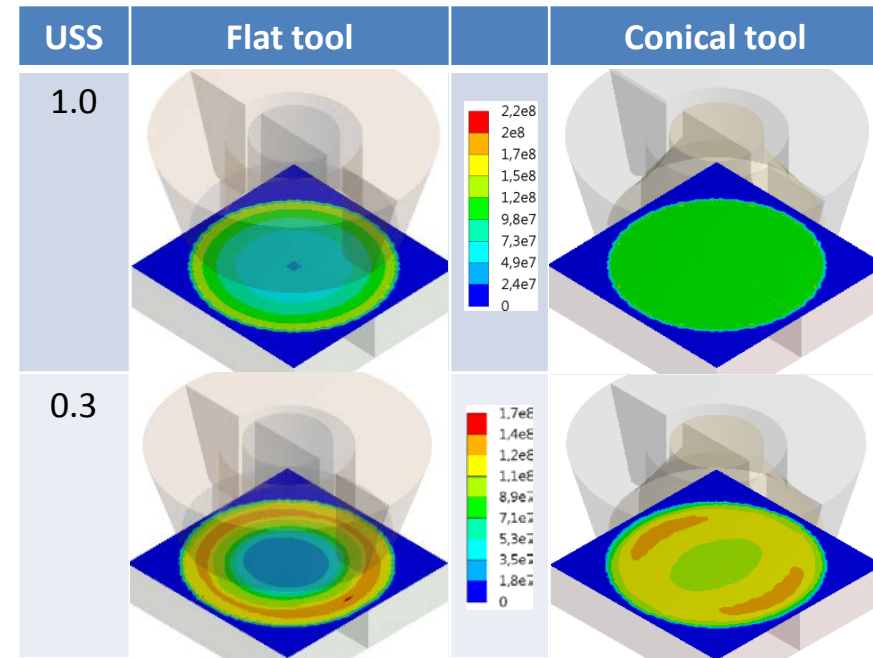 USS Flat tool Conical tool
1.0
2,2e8
2e8
1,7e8
1,5e8
1,2e8
9,8e7
7,3e7
4,9e7
2,4e7
0
0.3
1,7e8
1,4e8
1,2e8
1,1e8
8,9e7
7,1e7
5,3e7
3,5e7
1,8e7
0